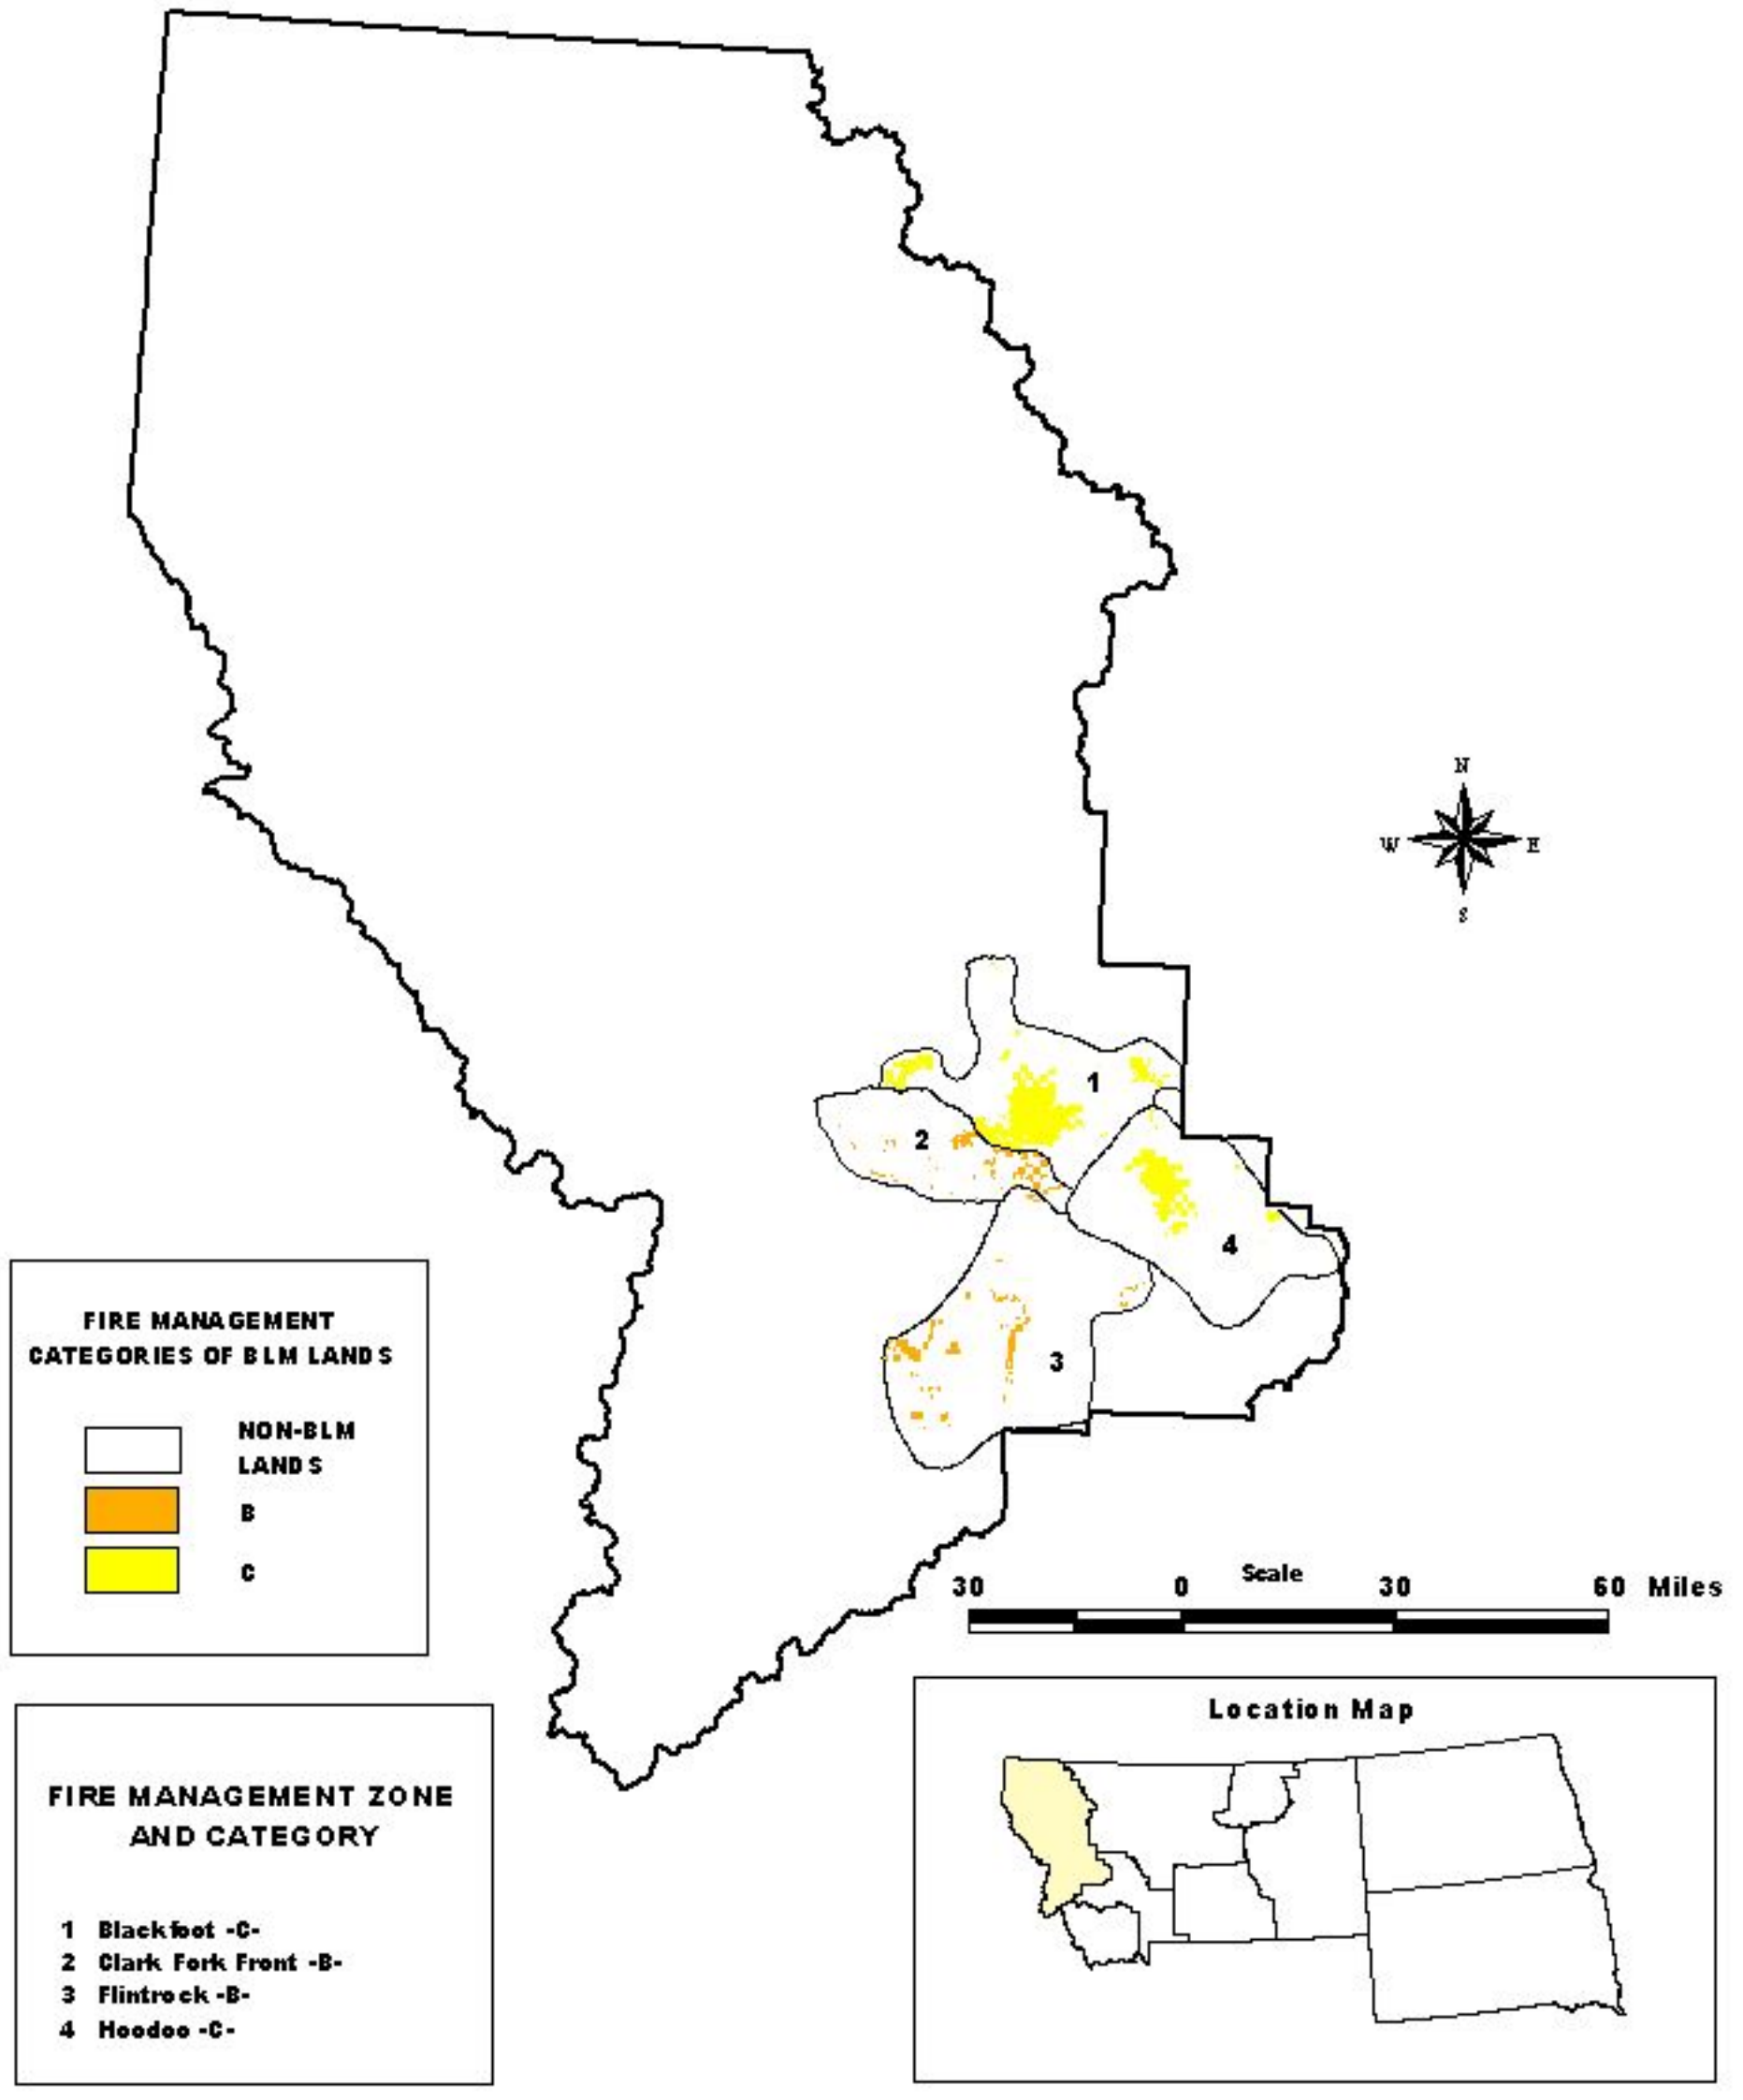 N
W E
S
1
2
4
3
FIRE MANAGEMENT
CATEGORIES OF BLM LANDS
NON-BLM
LANDS
B
C
Scale
30 0 30 60 Miles
Location Map
FIRE MANAGEMENT ZONE
AND CATEGORY
1 Blackfoot -C-
2 Clark Fork Front -B-
3 Flintrock -B-
4 Hoodoo -C-